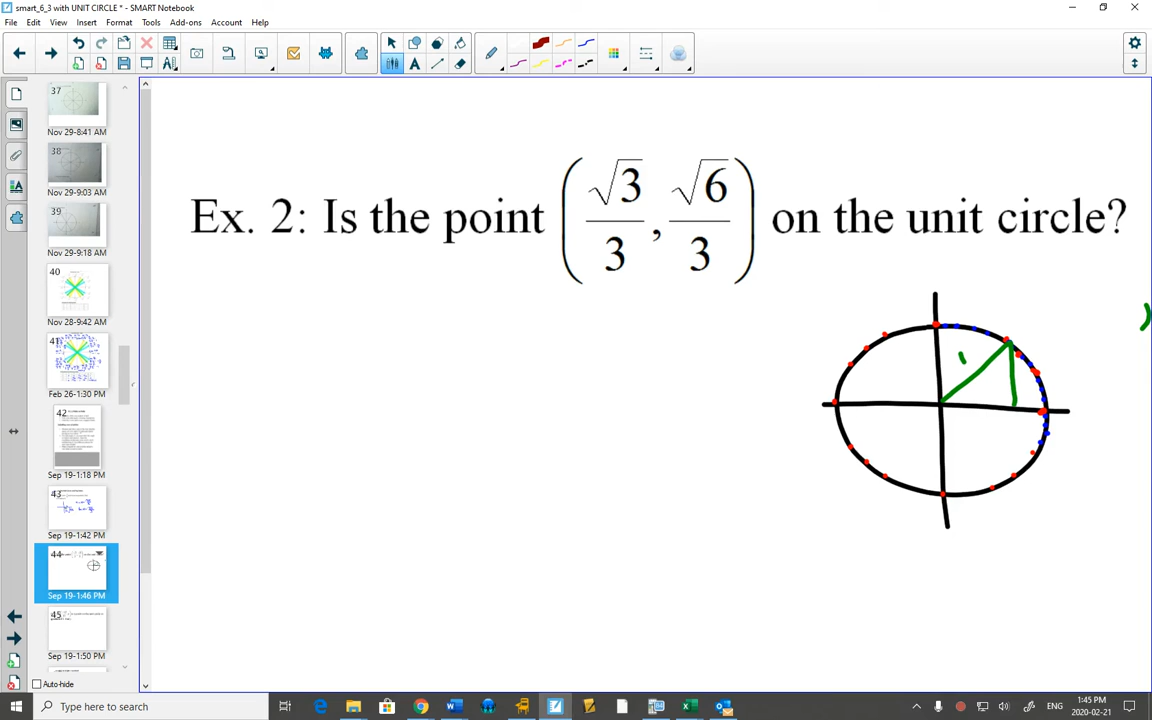 smart_6_3 with UNIT CIRCLE * - SMART Notebook
File Edit View Insert Format Tools Add-ons Account Help
37
Nov 29-8:41 AM
38
Nov 29-9:03 AM
39
Nov 29-9:18 AM
40
Nov 28-9:42 AM
41
Feb 26-1:30 PM
42
Sep 19-1:18 PM
43
Sep 19-1:42 PM
44
Sep 19-1:46 PM
45
Sep 19-1:50 PM
Auto-hide
Ex. 2: Is the point (√3/3, √6/3) on the unit circle?
)
Type here to search
1:45 PM
2020-02-21